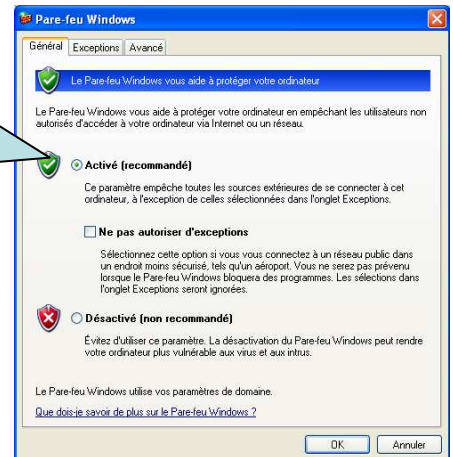 Pare-feu Windows
Général Exceptions Avancé
Le Pare-feu Windows vous aide à protéger votre ordinateur
Le Pare-feu Windows vous aide à protéger votre ordinateur en empêchant les utilisateurs non
autorisés d'accéder à votre ordinateur via Internet ou un réseau.
Activé (recommandé)
Ce paramètre empêche toutes les sources extérieures de se connecter à cet
ordinateur, à l'exception de celles sélectionnées dans l'onglet Exceptions.
Ne pas autoriser d'exceptions
Sélectionnez cette option si vous vous connectez à un réseau public dans
un endroit moins sécurisé, tels qu'un aéroport. Vous ne serez pas prévenu
lorsque le Pare-feu Windows bloquera des programmes. Les sélections dans
l'onglet Exceptions seront ignorées.
Désactivé (non recommandé)
Évitez d'utiliser ce paramètre. La désactivation du Pare-feu Windows peut rendre
votre ordinateur plus vulnérable aux virus et aux intrus.
Le Pare-feu Windows utilise vos paramètres de domaine.
Que dois-je savoir de plus sur le Pare-feu Windows ?
OK Annuler